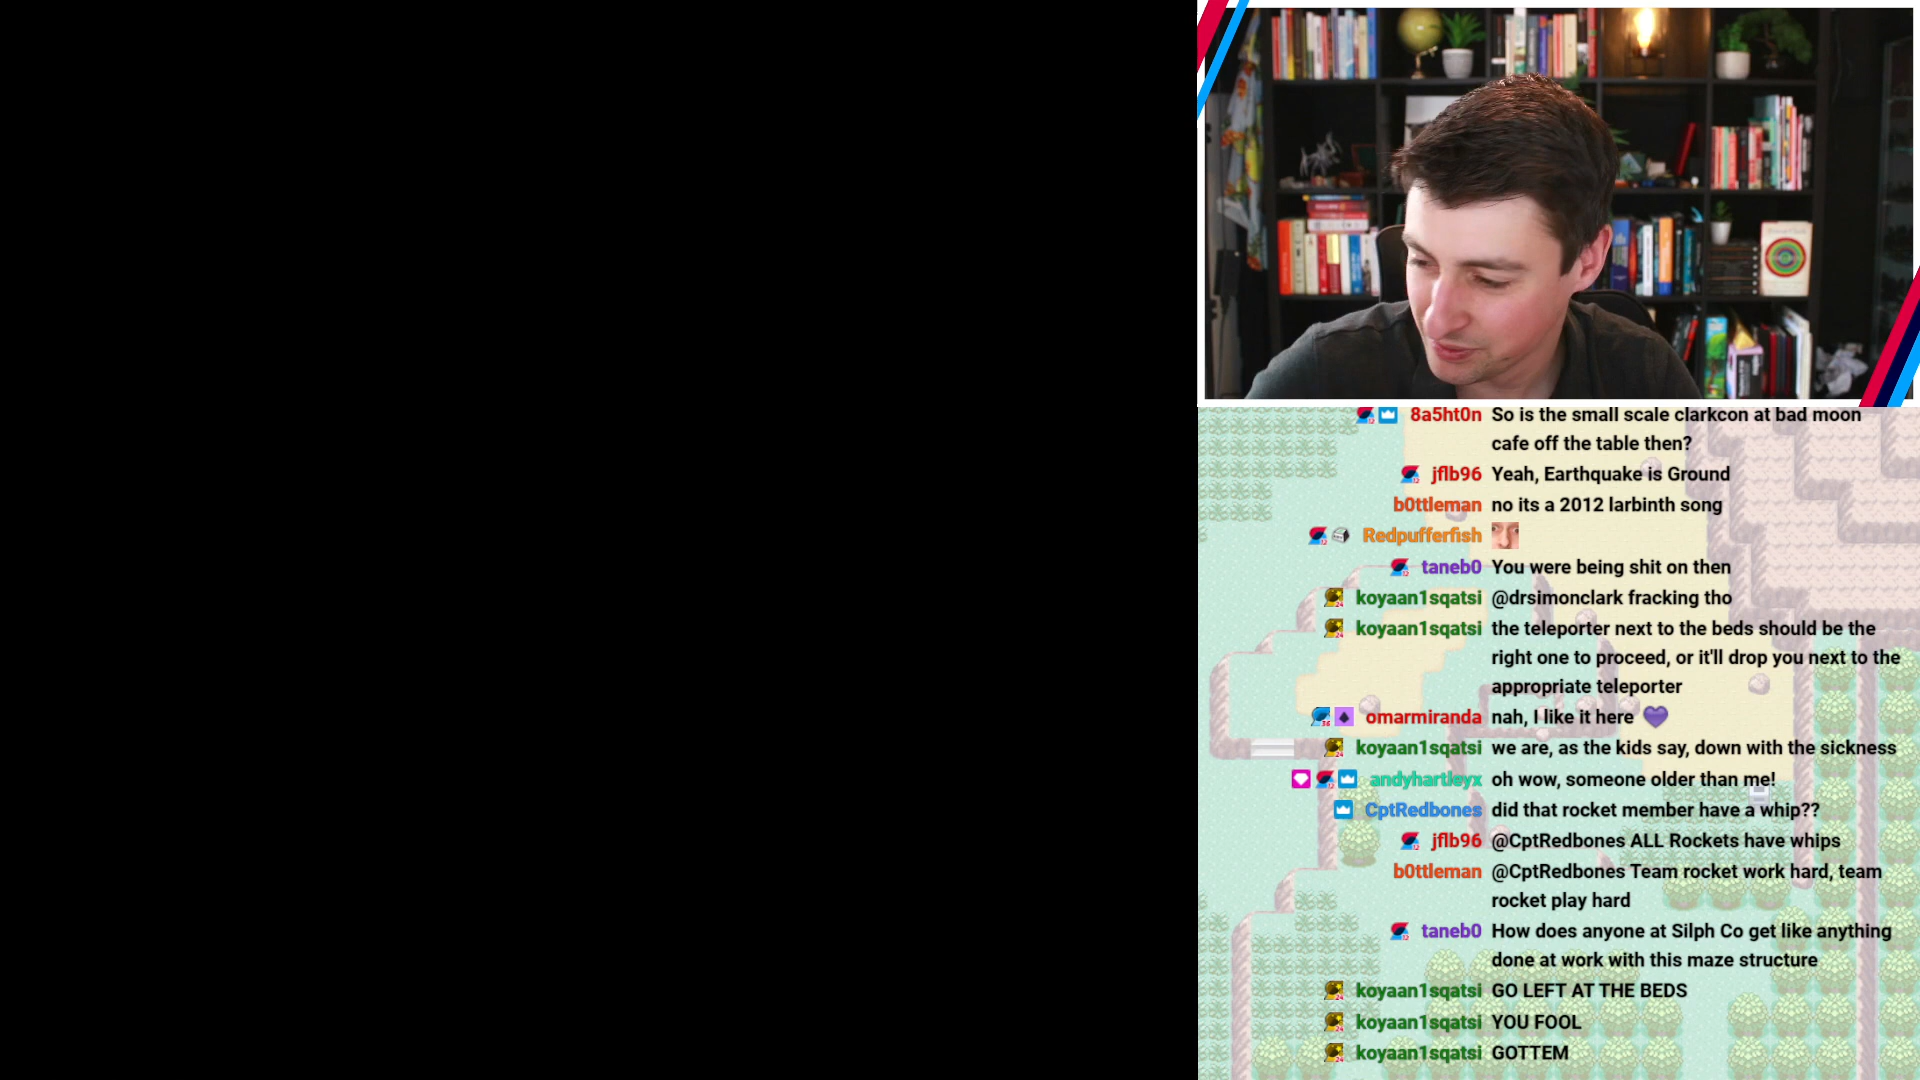 8a5ht0n So is the small scale clarkcon at bad moon
cafe off the table then?
jflb96 Yeah, Earthquake is Ground
b0ttleman no its a 2012 larbinth song
Redpufferfish
taneb0 You were being shit on then
koyaan1sqatsi @drsimonclark fracking tho
koyaan1sqatsi the teleporter next to the beds should be the
right one to proceed, or it'll drop you next to the
appropriate teleporter
omarmiranda nah, I like it here
koyaan1sqatsi we are, as the kids say, down with the sickness
andyhartleyx oh wow, someone older than me!
CptRedbones did that rocket member have a whip??
jflb96 @CptRedbones ALL Rockets have whips
b0ttleman @CptRedbones Team rocket work hard, team
rocket play hard
taneb0 How does anyone at Silph Co get like anything
done at work with this maze structure
koyaan1sqatsi GO LEFT AT THE BEDS
koyaan1sqatsi YOU FOOL
koyaan1sqatsi GOTTEM